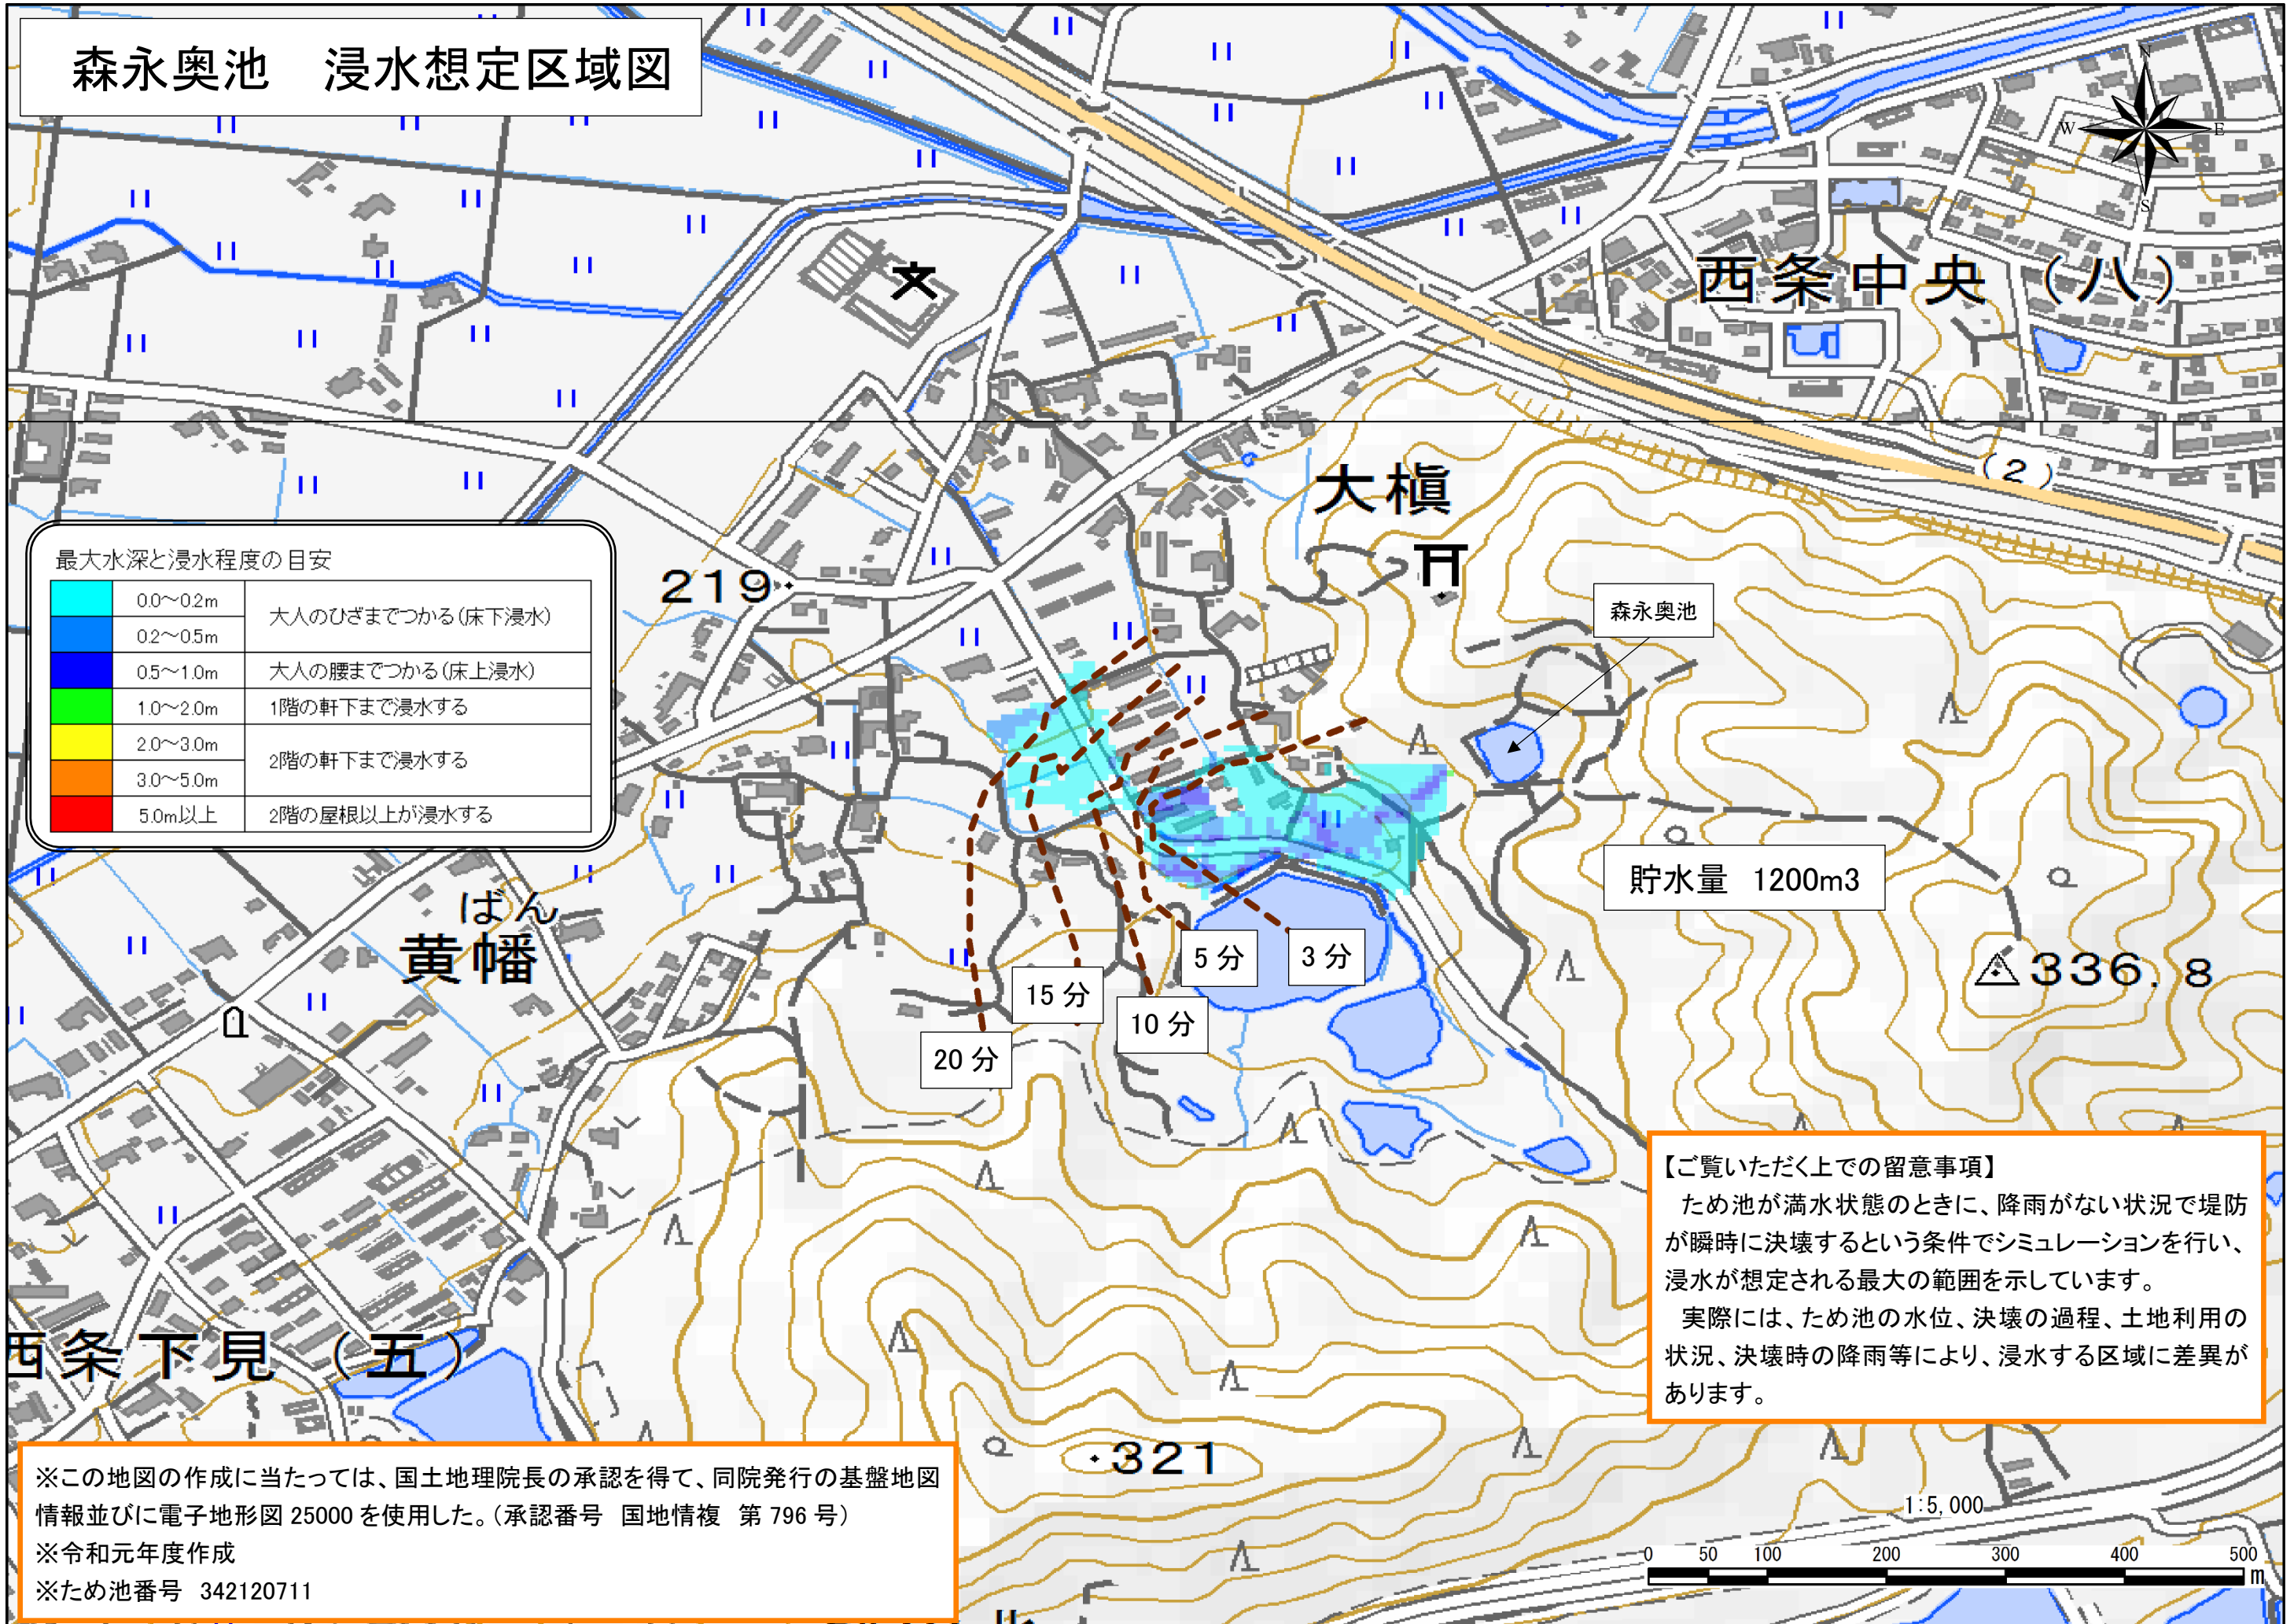 森永奥池　浸水想定区域図
N
W
E
S
西条中央（八）
大槇
(2)
219
森永奥池
最大水深と浸水程度の目安
0.0～0.2m
大人のひざまでつかる(床下浸水)
0.2～0.5m
0.5～1.0m
大人の腰までつかる(床上浸水)
1.0～2.0m
1階の軒下まで浸水する
2.0～3.0m
2階の軒下まで浸水する
3.0～5.0m
5.0m以上
2階の屋根以上が浸水する
貯水量　1200m3
ばん
黄幡
336.8
5分
3分
15分
10分
20分
西条下見（五）
321
【ご覧いただく上での留意事項】
ため池が満水状態のときに、降雨がない状況で堤防
が瞬時に決壊するという条件でシミュレーションを行い、
浸水が想定される最大の範囲を示しています。
実際には、ため池の水位、決壊の過程、土地利用の
状況、決壊時の降雨等により、浸水する区域に差異が
あります。
※この地図の作成に当たっては、国土地理院長の承認を得て、同院発行の基盤地図
情報並びに電子地形図25000を使用した。（承認番号　国地情複　第796号）
※令和元年度作成
※ため池番号　342120711
1:5,000
0 50 100 200 300 400 500
m